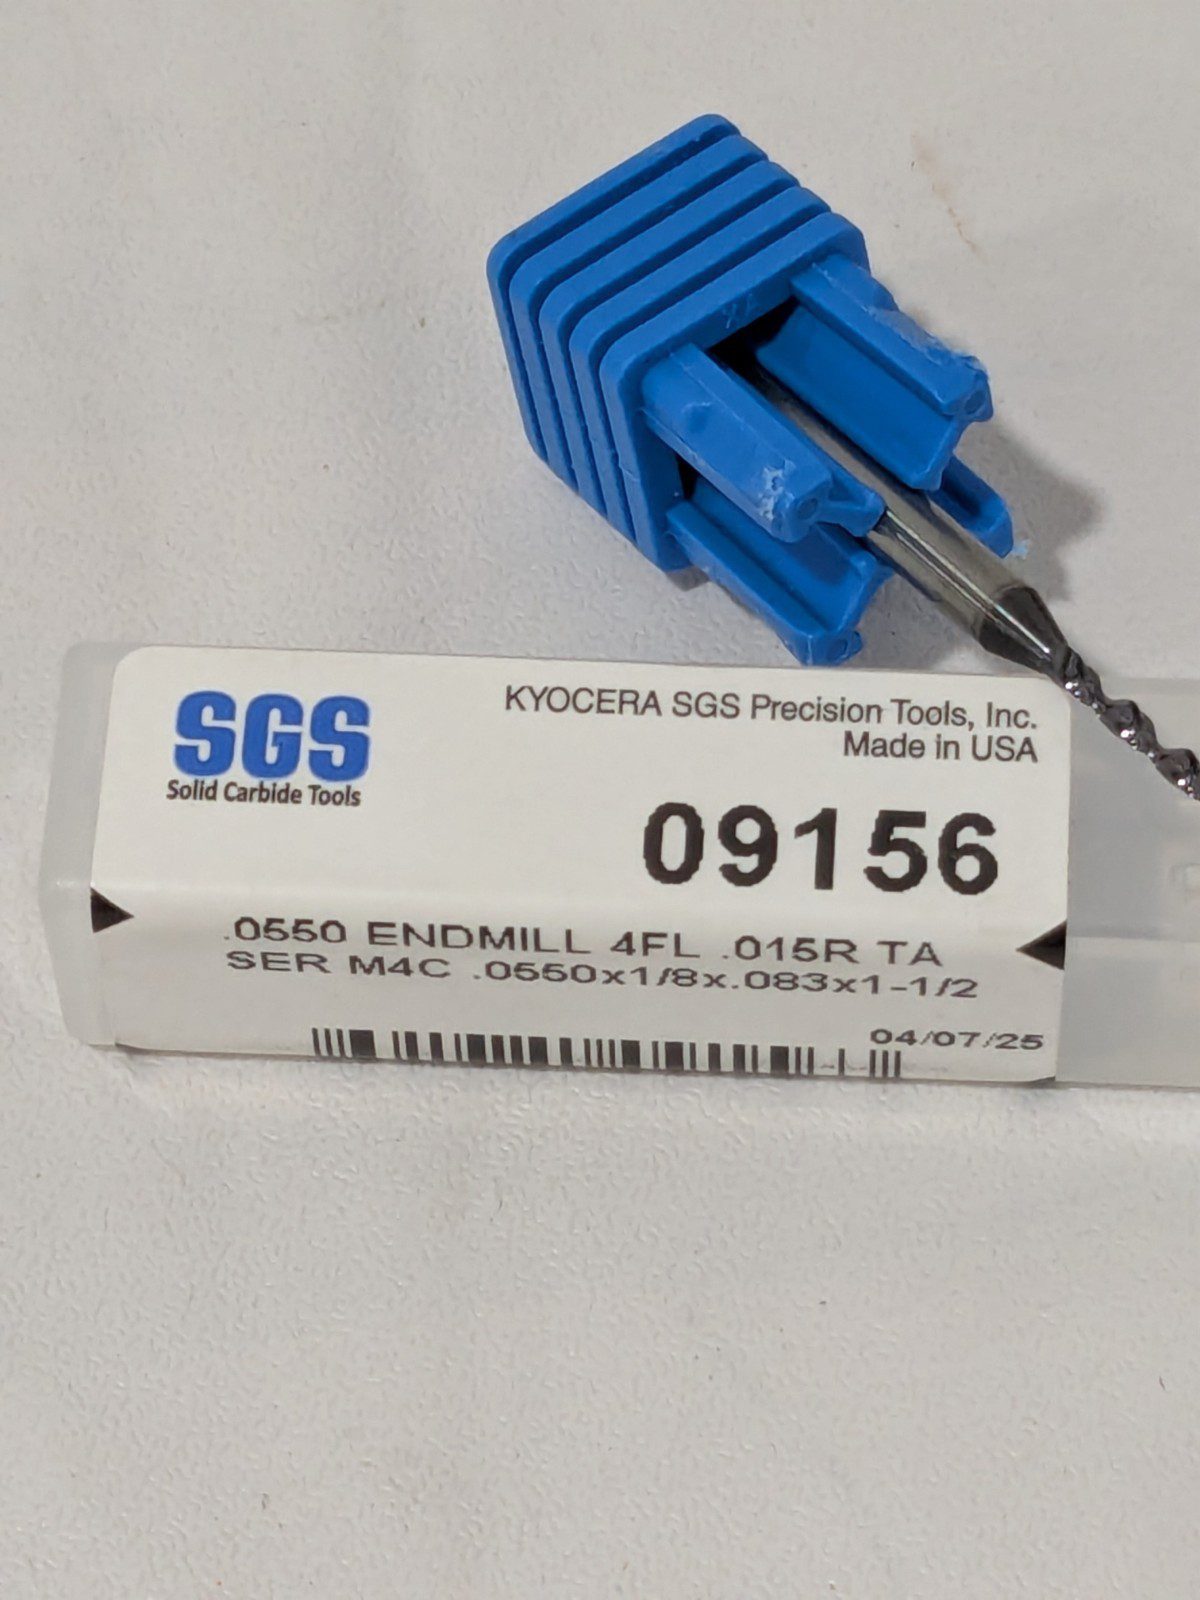 SGS
Solid Carbide Tools
KYOCERA SGS Precision Tools, Inc.
Made in USA
09156
.0550 ENDMILL 4FL .015R TA
SER M4C .0550x1/8x.083x1-1/2
04/07/25